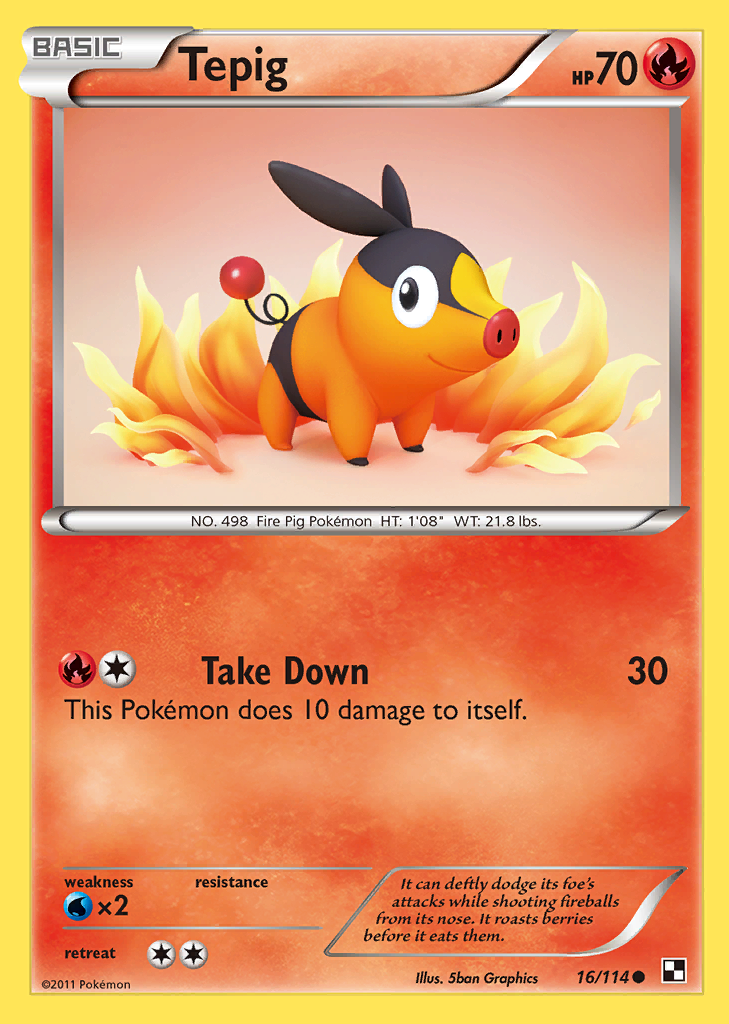 BASIC
Tepig
HP70
NO. 498 Fire Pig Pokémon HT: 1'08" WT: 21.8 lbs.
Take Down 30
This Pokémon does 10 damage to itself.
weakness resistance
×2
retreat
It can deftly dodge its foe's
attacks while shooting fireballs
from its nose. It roasts berries
before it eats them.
©2011 Pokémon
Illus. 5ban Graphics
16/114